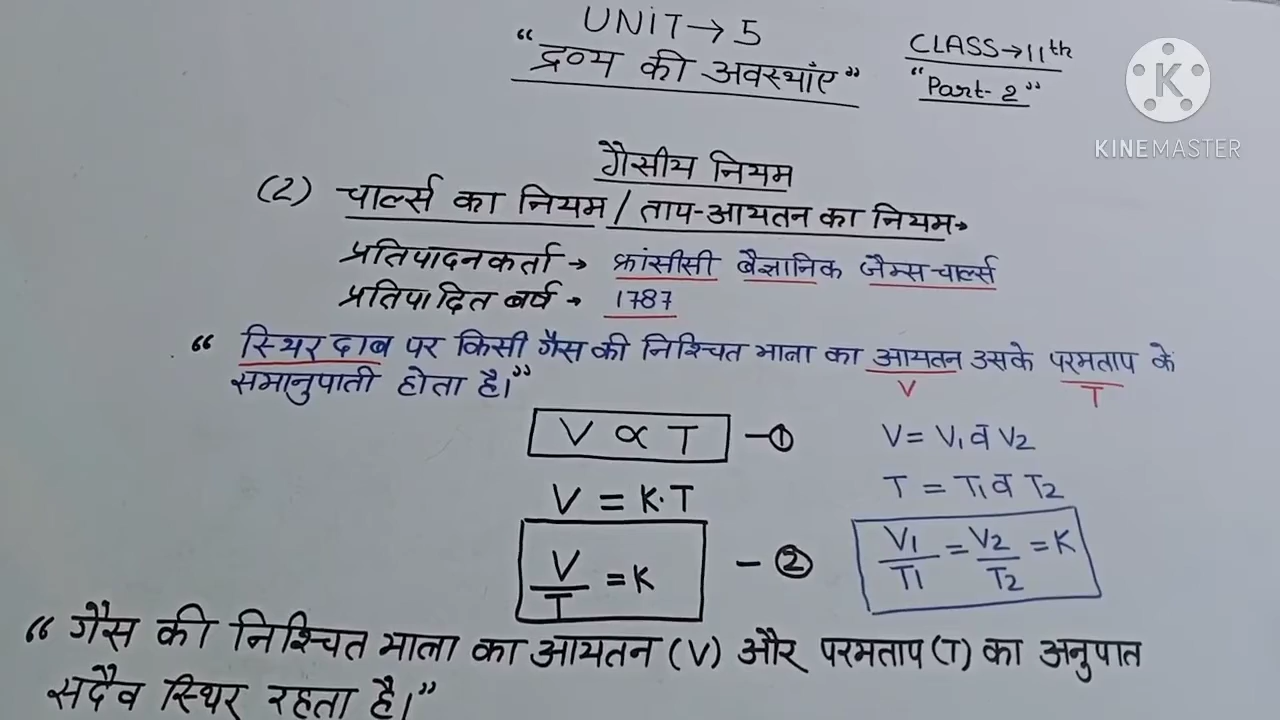 UNIT→5
"द्रव्य की अवस्थाएँ"
CLASS→11th
"Part-2"
K
KINEMASTER
गैसीय नियम
(2) चार्ल्स का नियम / ताप-आयतन का नियम→
प्रतिपादनकर्ता → फ्रांसीसी वैज्ञानिक जैम्स चार्ल्स
प्रतिपादित बर्ष → 1787
"स्थिर दाब पर किसी गैस की निश्चित मात्रा का आयतन उसके परमताप के
V T
समानुपाती होता है।"
V ∝ T —①
V = V₁ व V₂
V = K·T
T = T₁ व T₂
V/T = K —②
V₁/T₁ = V₂/T₂ = K
"गैस की निश्चित मात्रा का आयतन (V) और परमताप (T) का अनुपात
सदैव स्थिर रहता है।"